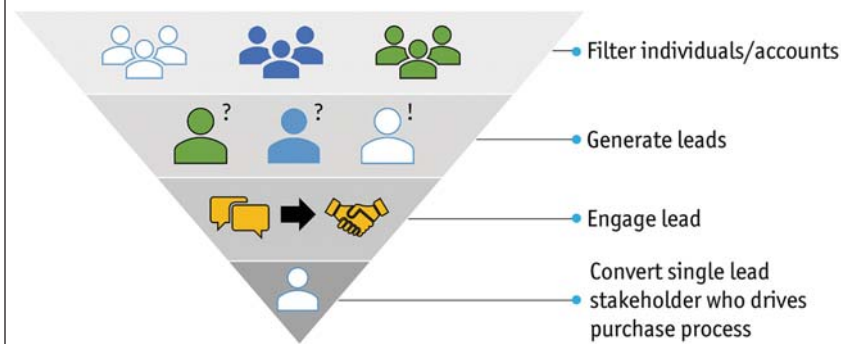 Filter individuals/accounts
? ? !
Generate leads
Engage lead
Convert single lead
stakeholder who drives
purchase process